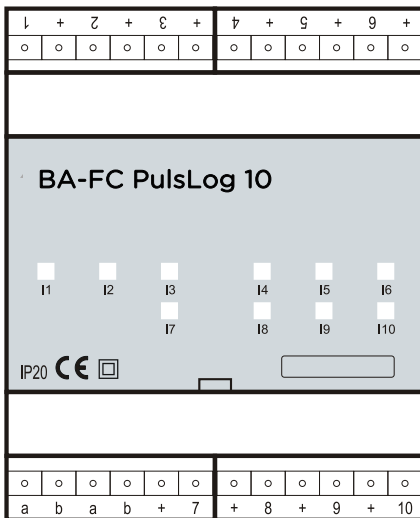 1 + 2 + 3 + 4 + 5 + 6 +
BA-FC PulsLog 10
I1 I2 I3 I4 I5 I6
I7 I8 I9 I10
IP20 CE
a b a b + 7 + 8 + 9 + 10